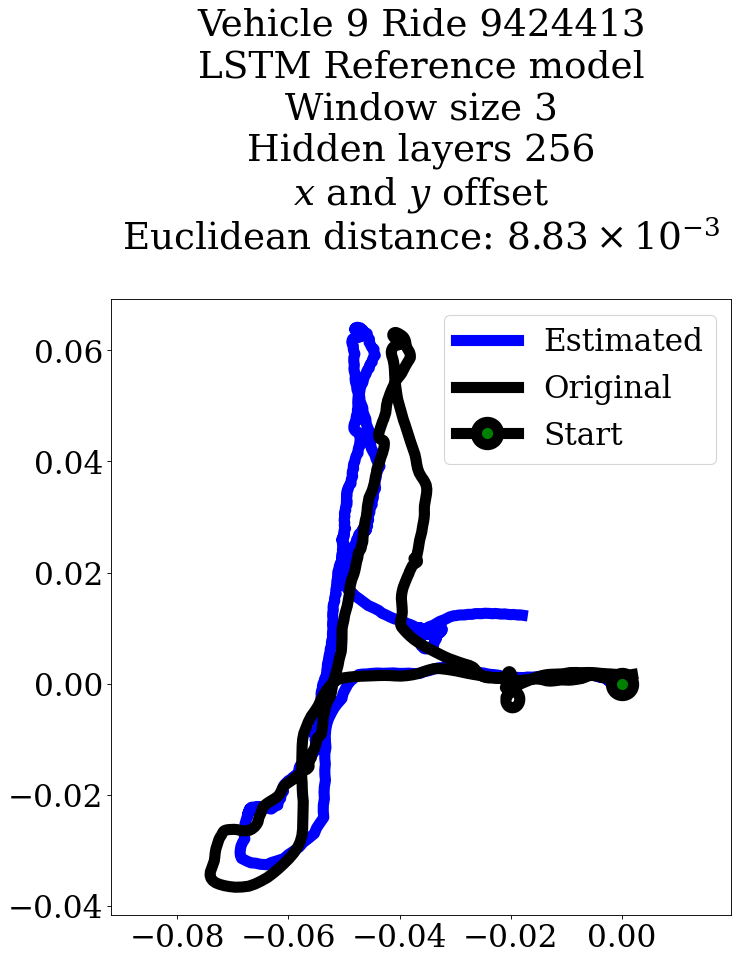 Vehicle 9 Ride 9424413
LSTM Reference model
Window size 3
Hidden layers 256
x and y offset
Euclidean distance: 8.83 × 10⁻³
Estimated
Original
Start
0.06
0.04
0.02
0.00
−0.02
−0.04
−0.08 −0.06 −0.04 −0.02 0.00